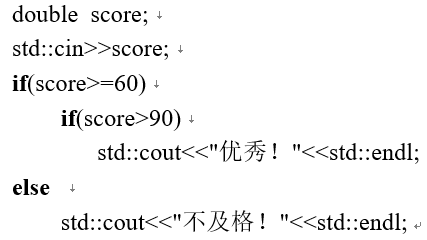 double score;
std::cin>>score;
if(score>=60)
if(score>90)
std::cout<<"优秀！"<<std::endl;
else
std::cout<<"不及格！"<<std::endl;